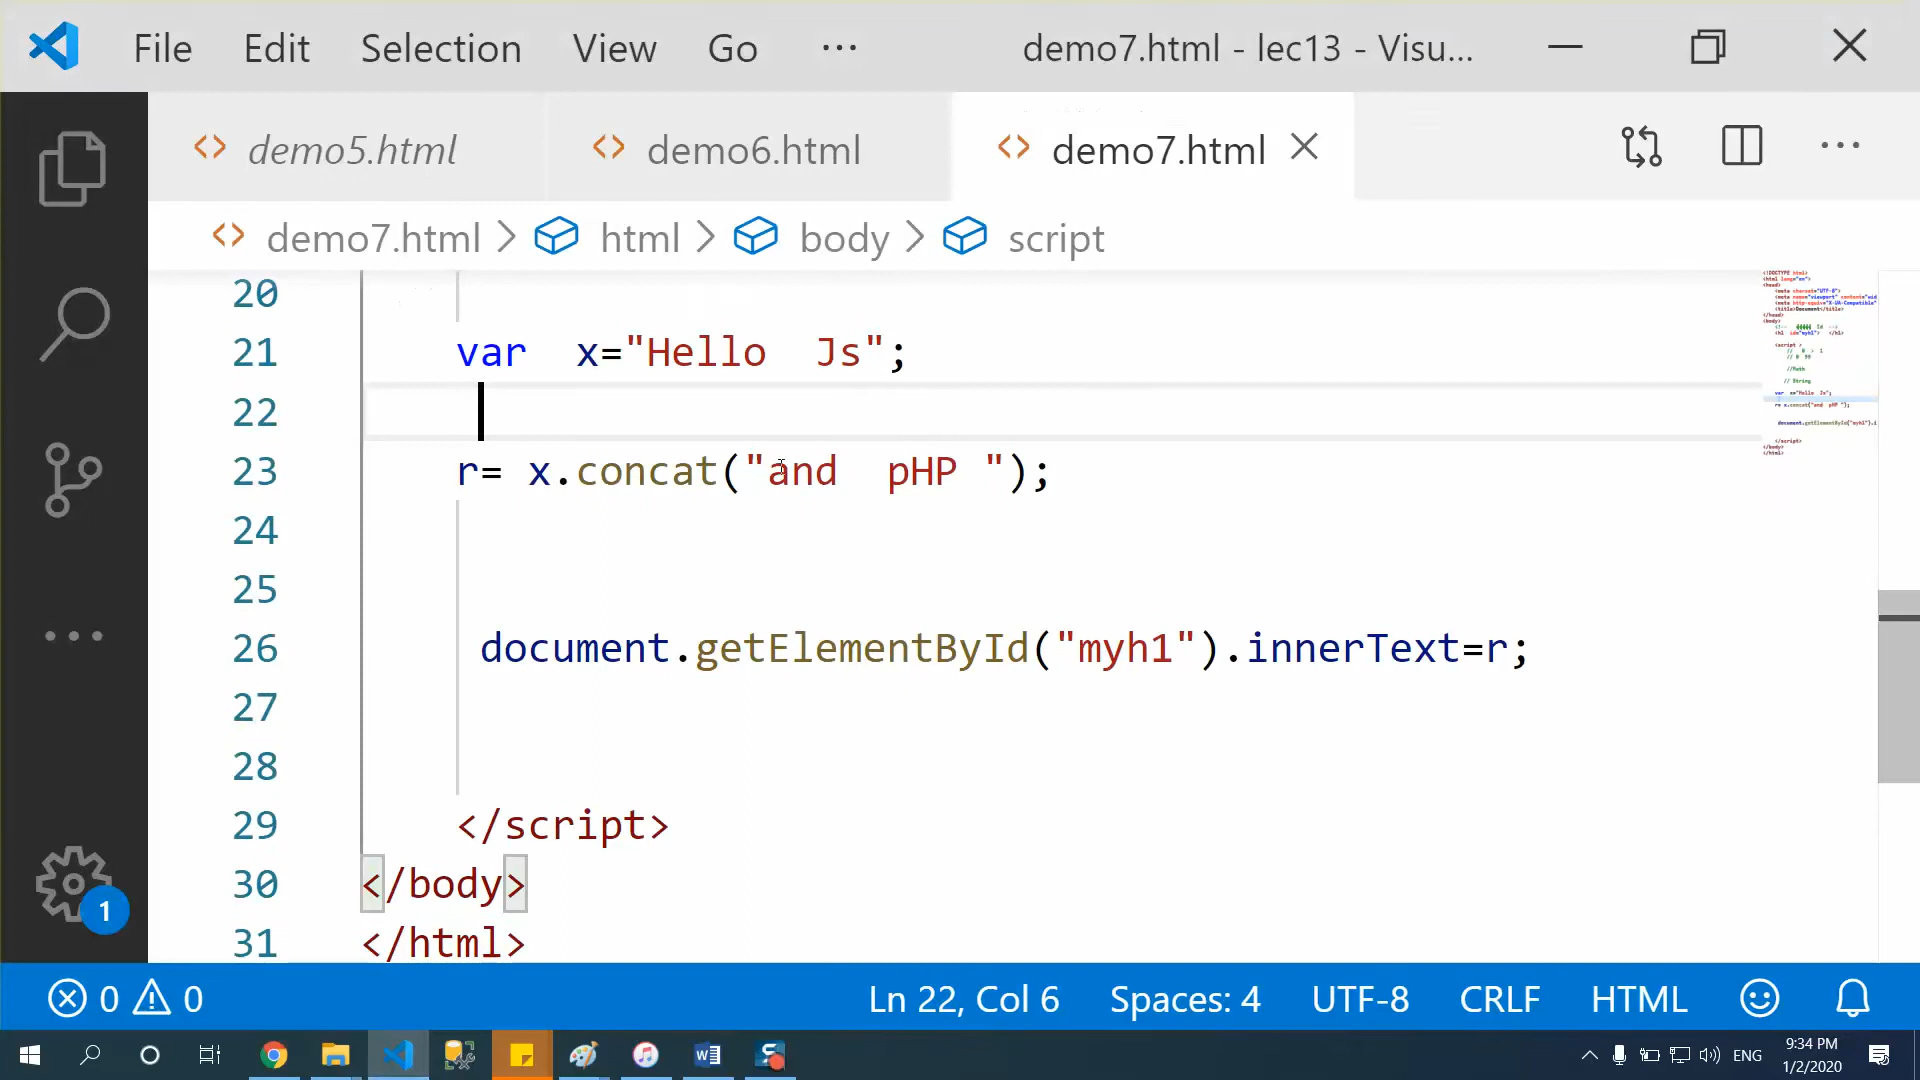 File Edit Selection View Go ··· demo7.html - lec13 - Visu...
demo5.html demo6.html demo7.html
demo7.html > html > body > script
20
21 var  x="Hello  Js";
22
23 r= x.concat("and  pHP ");
24
25
26 document.getElementById("myh1").innerText=r;
27
28
29 </script>
30 </body>
31 </html>
1
0 0 Ln 22, Col 6 Spaces: 4 UTF-8 CRLF HTML
ENG 9:34 PM
1/2/2020